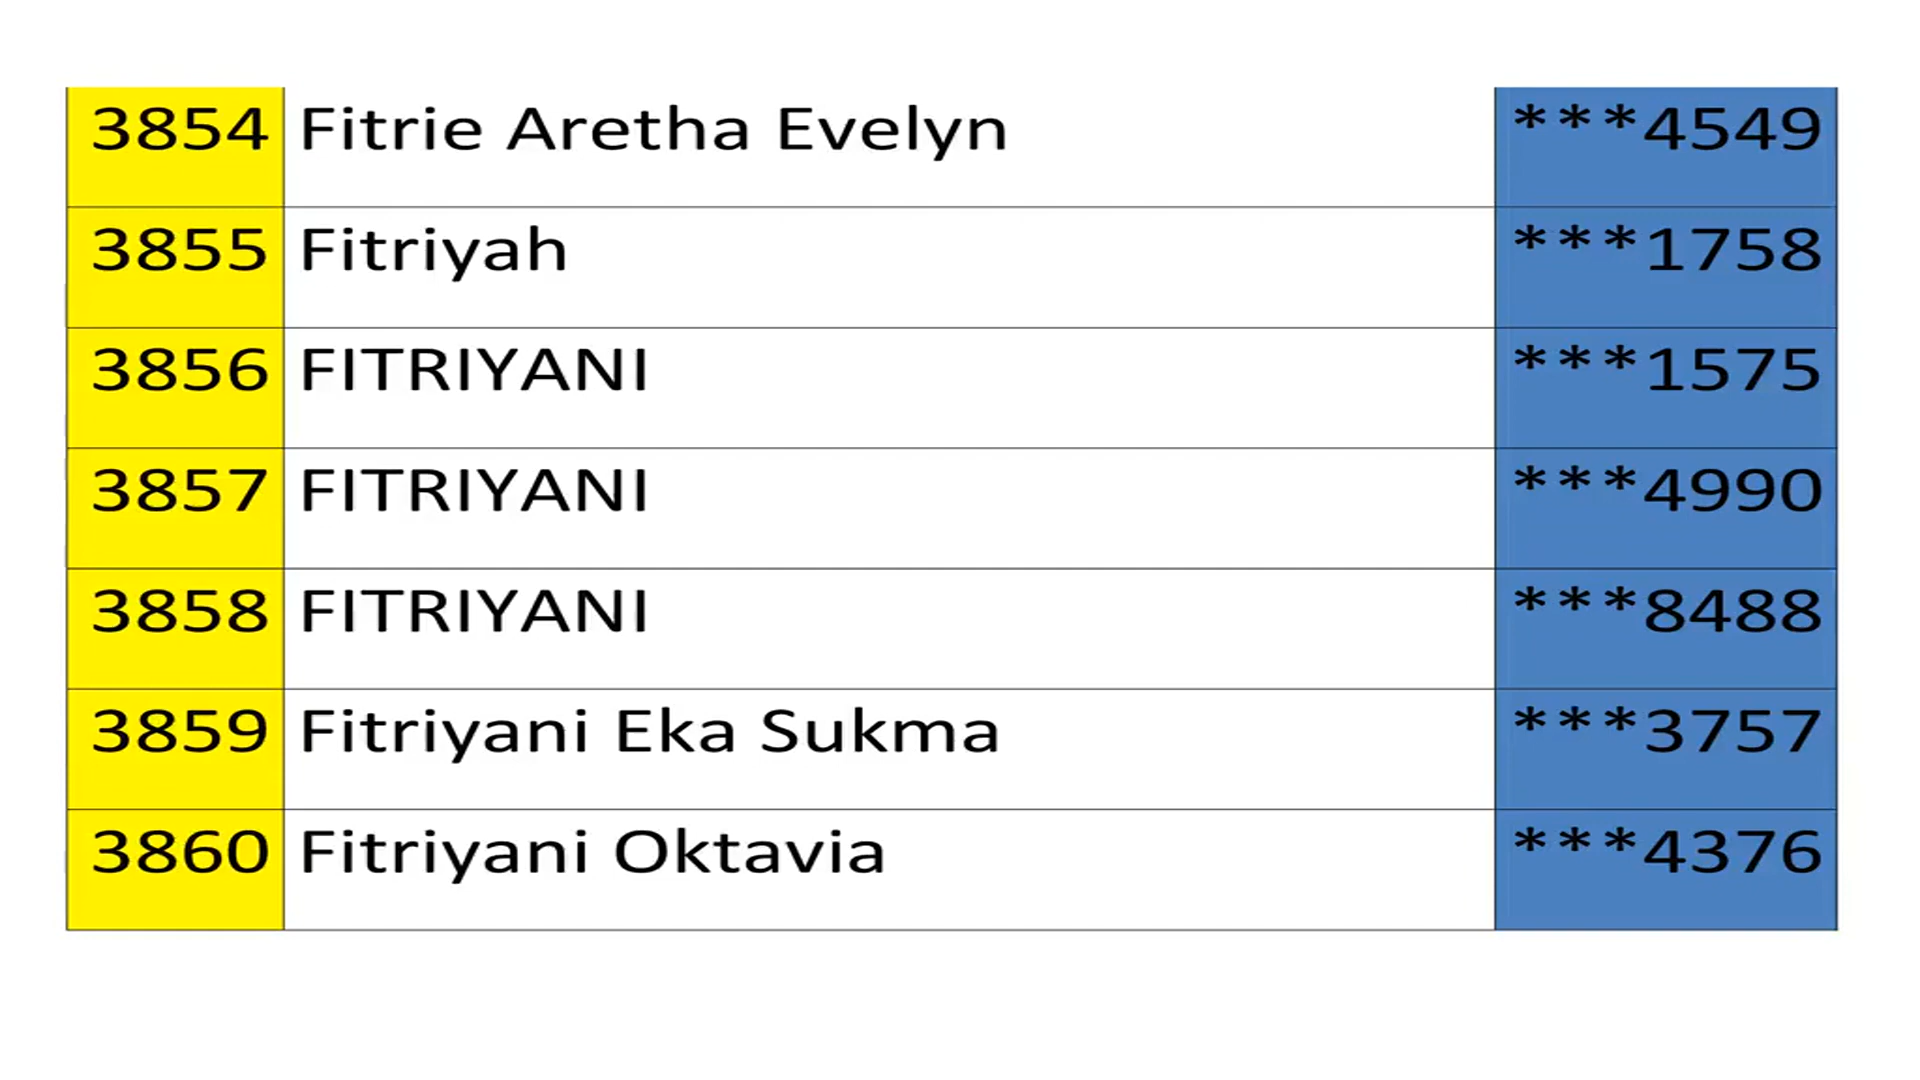 3854 Fitrie Aretha Evelyn ***4549
3855 Fitriyah ***1758
3856 FITRIYANI ***1575
3857 FITRIYANI ***4990
3858 FITRIYANI ***8488
3859 Fitriyani Eka Sukma ***3757
3860 Fitriyani Oktavia ***4376